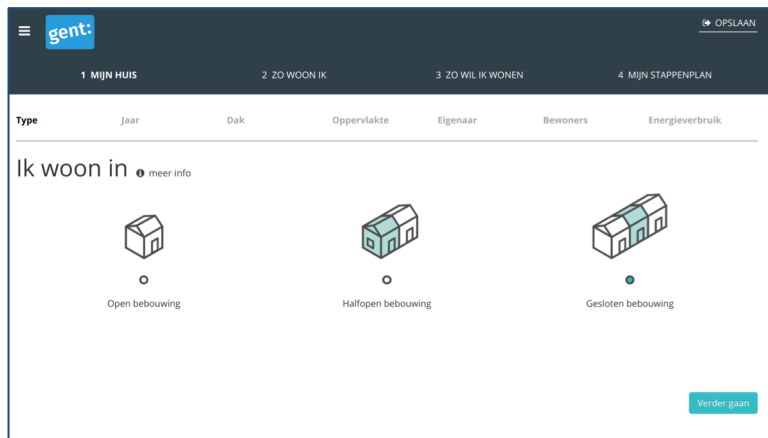 gent:
OPSLAAN
1 MIJN HUIS 2 ZO WOON IK 3 ZO WIL IK WONEN 4 MIJN STAPPENPLAN
Type Jaar Dak Oppervlakte Eigenaar Bewoners Energieverbruik
Ik woon in meer info
Open bebouwing Halfopen bebouwing Gesloten bebouwing
Verder gaan